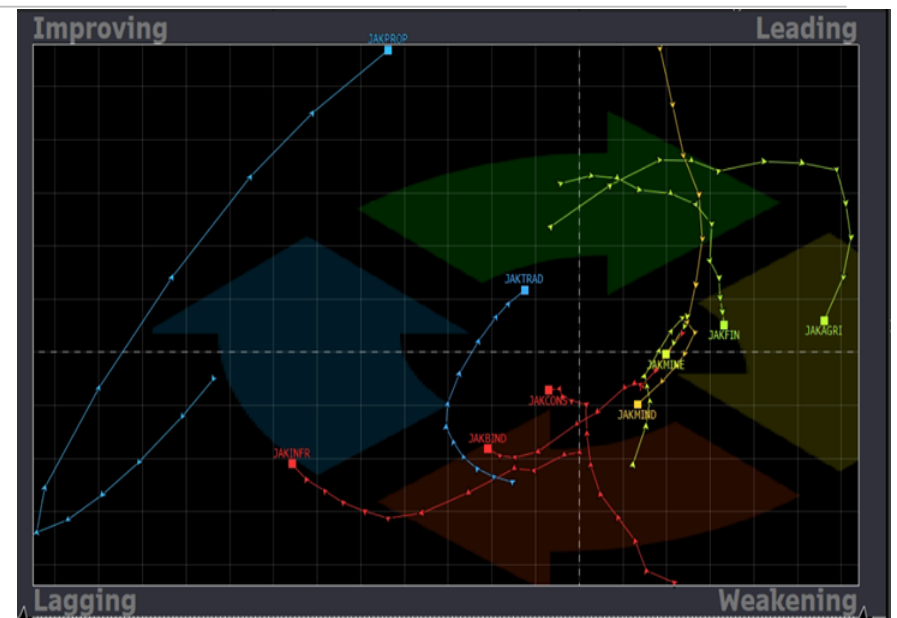 Improving
Leading
JAKPROP
JAKTRAD
JAKFIN
JAKAGRI
JAKMINE
JAKCONS
JAKMIND
JAKBIND
JAKINFR
Lagging
Weakening